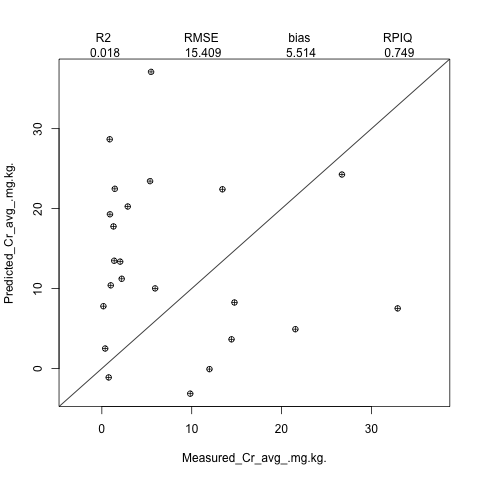 R2 RMSE bias RPIQ
0.018 15.409 5.514 0.749
Predicted_Cr_avg_.mg.kg.
30
20
10
0
0 10 20 30
Measured_Cr_avg_.mg.kg.